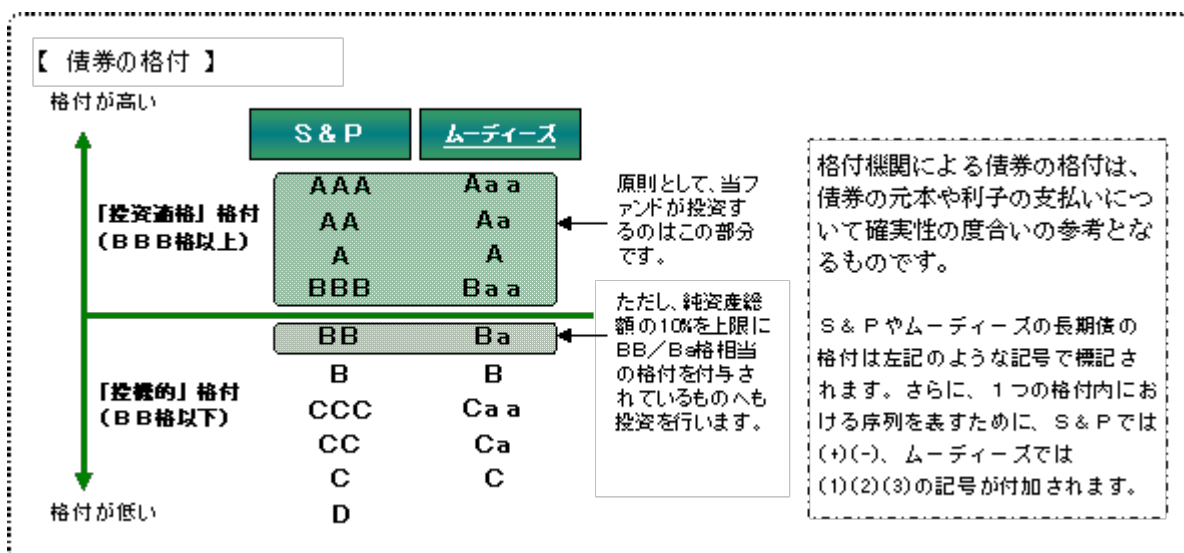 【 債券の格付 】
格付が高い
S&P
ムーディーズ
AAA Aaa
AA Aa
A A
BBB Baa
BB Ba
B B
CCC Caa
CC Ca
C C
D
「投資適格」格付
(BBB格以上)
「投機的」格付
(BB格以下)
格付が低い
原則として、当フ
ァンドが投資す
るのはこの部分
です。
ただし、純資産総
額の10%を上限に
BB/Ba格相当
の格付を付与さ
れているものへも
投資を行います。
格付機関による債券の格付は、
債券の元本や利子の支払いにつ
いて確実性の度合いの参考とな
るものです。
S&Pやムーディーズの長期債の
格付は左記のような記号で標記さ
れます。さらに、1つの格付内にお
ける序列を表すために、S&Pでは
(+)(-)、ムーディーズでは
(1)(2)(3)の記号が付加されます。